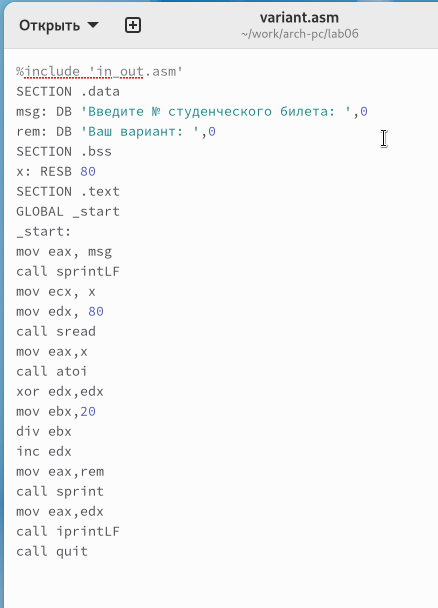 Открыть
variant.asm
~/work/arch-pc/lab06
%include 'in_out.asm'
SECTION .data
msg: DB 'Введите № студенческого билета: ',0
rem: DB 'Ваш вариант: ',0
SECTION .bss
x: RESB 80
SECTION .text
GLOBAL _start
_start:
mov eax, msg
call sprintLF
mov ecx, x
mov edx, 80
call sread
mov eax,x
call atoi
xor edx,edx
mov ebx,20
div ebx
inc edx
mov eax,rem
call sprint
mov eax,edx
call iprintLF
call quit